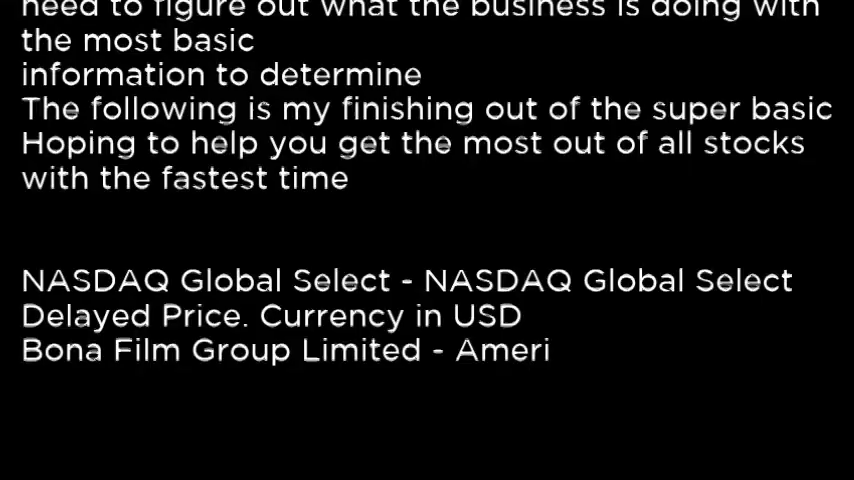 need to figure out what the business is doing with
the most basic
information to determine
The following is my finishing out of the super basic
Hoping to help you get the most out of all stocks
with the fastest time
NASDAQ Global Select - NASDAQ Global Select
Delayed Price. Currency in USD
Bona Film Group Limited - Ameri